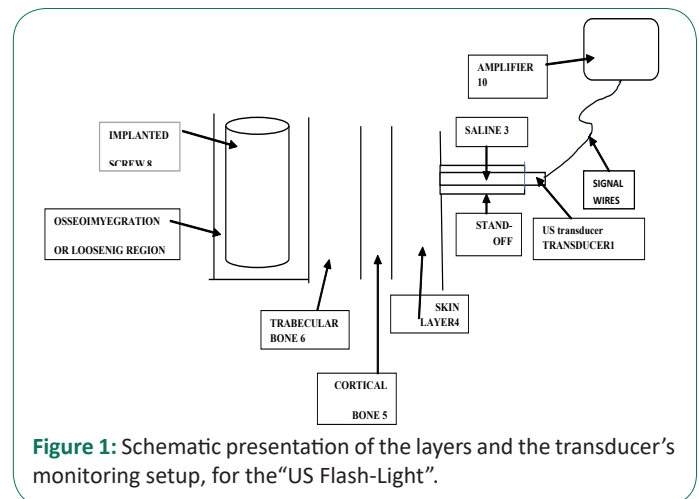 AMPLIFIER
10
IMPLANTED
SCREW 8
SALINE 3
SIGNAL
WIRES
OSSEOIMYEGRATION
OR LOOSENIG REGION
STAND-
OFF
US transducer
TRANSDUCER1
TRABECULAR
BONE 6
SKIN
LAYER4
CORTICAL
BONE 5
Figure 1: Schematic presentation of the layers and the transducer’s
monitoring setup, for the“US Flash-Light”.